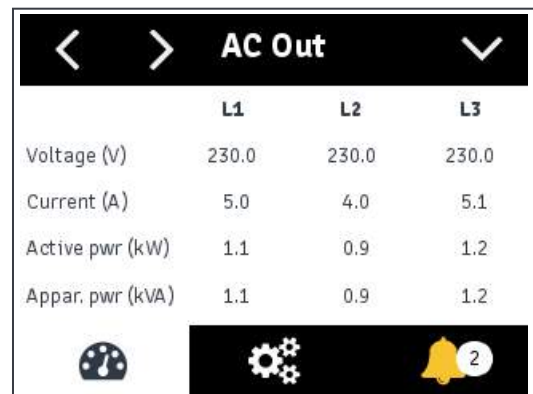 AC Out
L1 L2 L3
Voltage (V) 230.0 230.0 230.0
Current (A) 5.0 4.0 5.1
Active pwr (kW) 1.1 0.9 1.2
Appar. pwr (kVA) 1.1 0.9 1.2
2